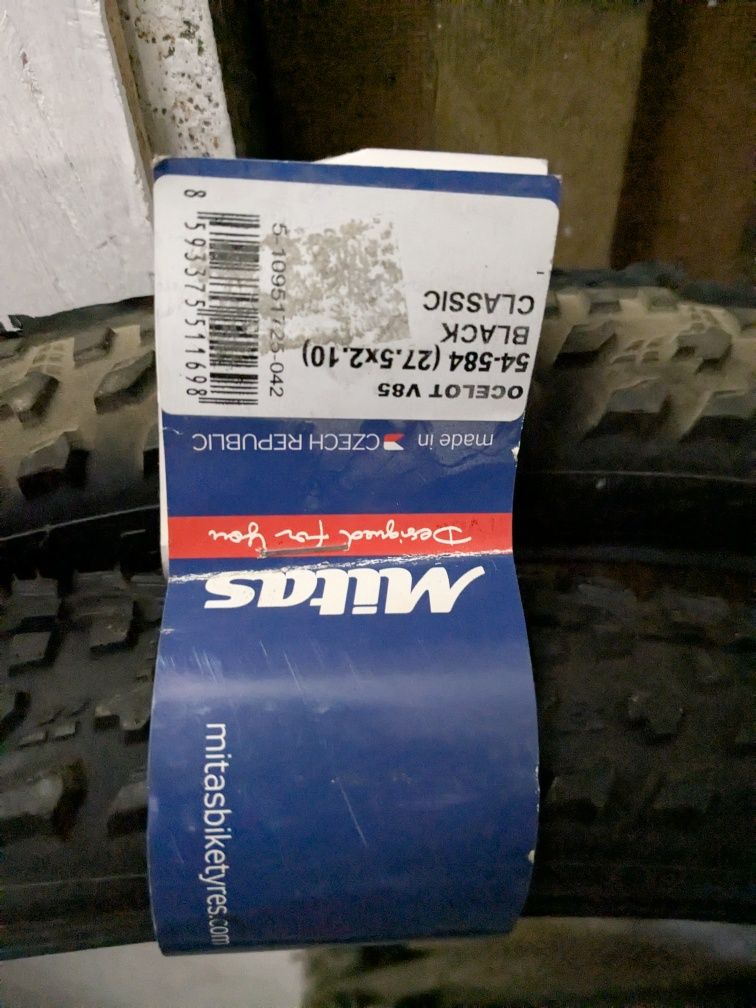 mitasbiketyres.com
Mitas
Designed for you
made in CZECH REPUBLIC
OCELOT V85
54-584 (27.5x2.10)
BLACK
CLASSIC
5-10951723-042
8 593375 511698